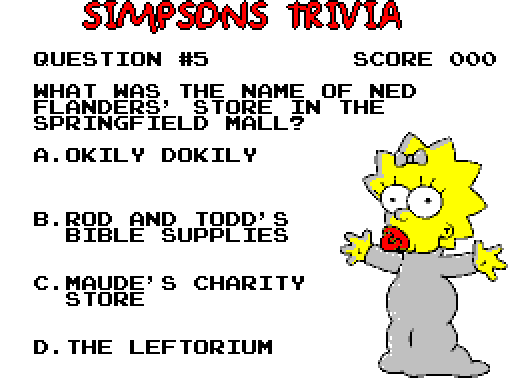 SIMPSONS TRIVIA
QUESTION #5 SCORE 000
WHAT WAS THE NAME OF NED
FLANDERS' STORE IN THE
SPRINGFIELD MALL?
A.OKILY DOKILY
B.ROD AND TODD'S
BIBLE SUPPLIES
C.MAUDE'S CHARITY
STORE
D.THE LEFTORIUM